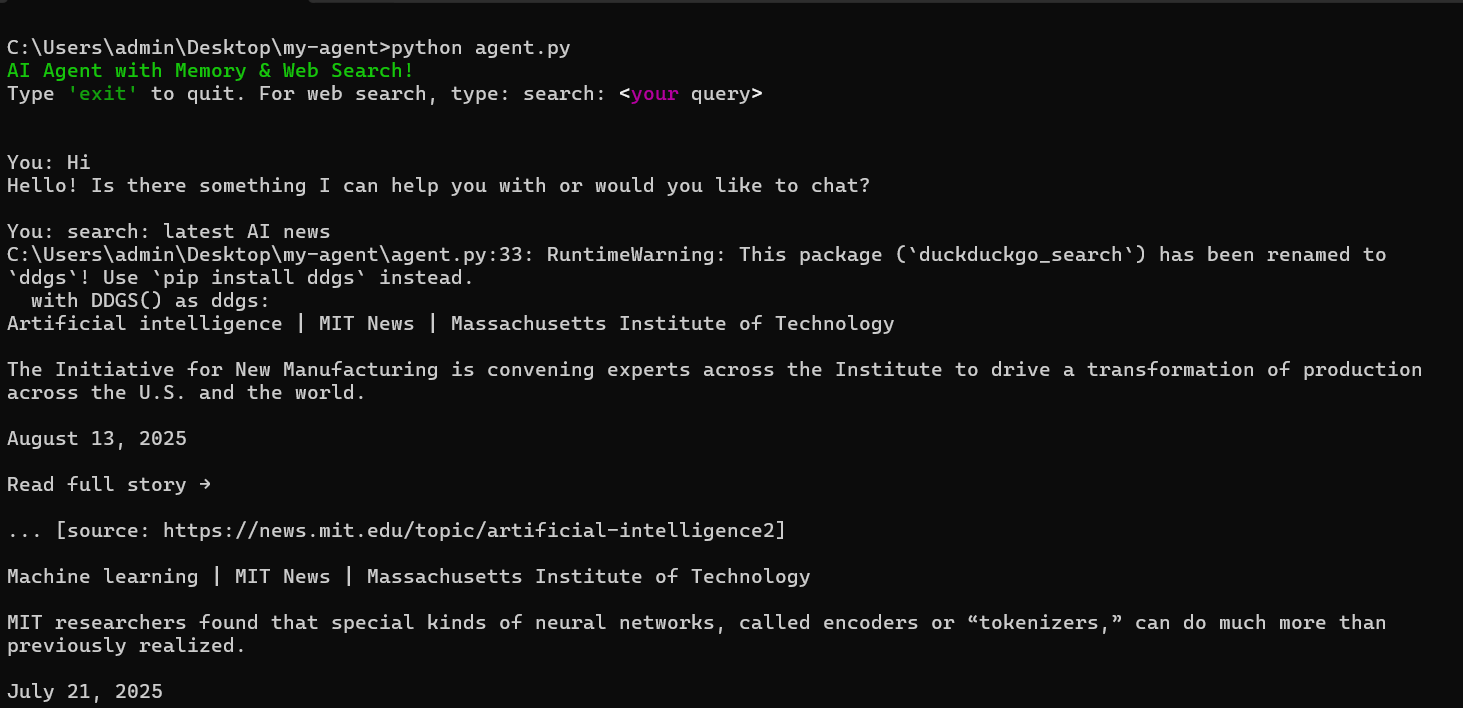 C:\Users\admin\Desktop\my-agent>python agent.py
AI Agent with Memory & Web Search!
Type 'exit' to quit. For web search, type: search: <your query>
You: Hi
Hello! Is there something I can help you with or would you like to chat?
You: search: latest AI news
C:\Users\admin\Desktop\my-agent\agent.py:33: RuntimeWarning: This package (`duckduckgo_search`) has been renamed to
`ddgs`! Use `pip install ddgs` instead.
  with DDGS() as ddgs:
Artificial intelligence | MIT News | Massachusetts Institute of Technology
The Initiative for New Manufacturing is convening experts across the Institute to drive a transformation of production
across the U.S. and the world.
August 13, 2025
Read full story →
... [source: https://news.mit.edu/topic/artificial-intelligence2]
Machine learning | MIT News | Massachusetts Institute of Technology
MIT researchers found that special kinds of neural networks, called encoders or “tokenizers,” can do much more than
previously realized.
July 21, 2025